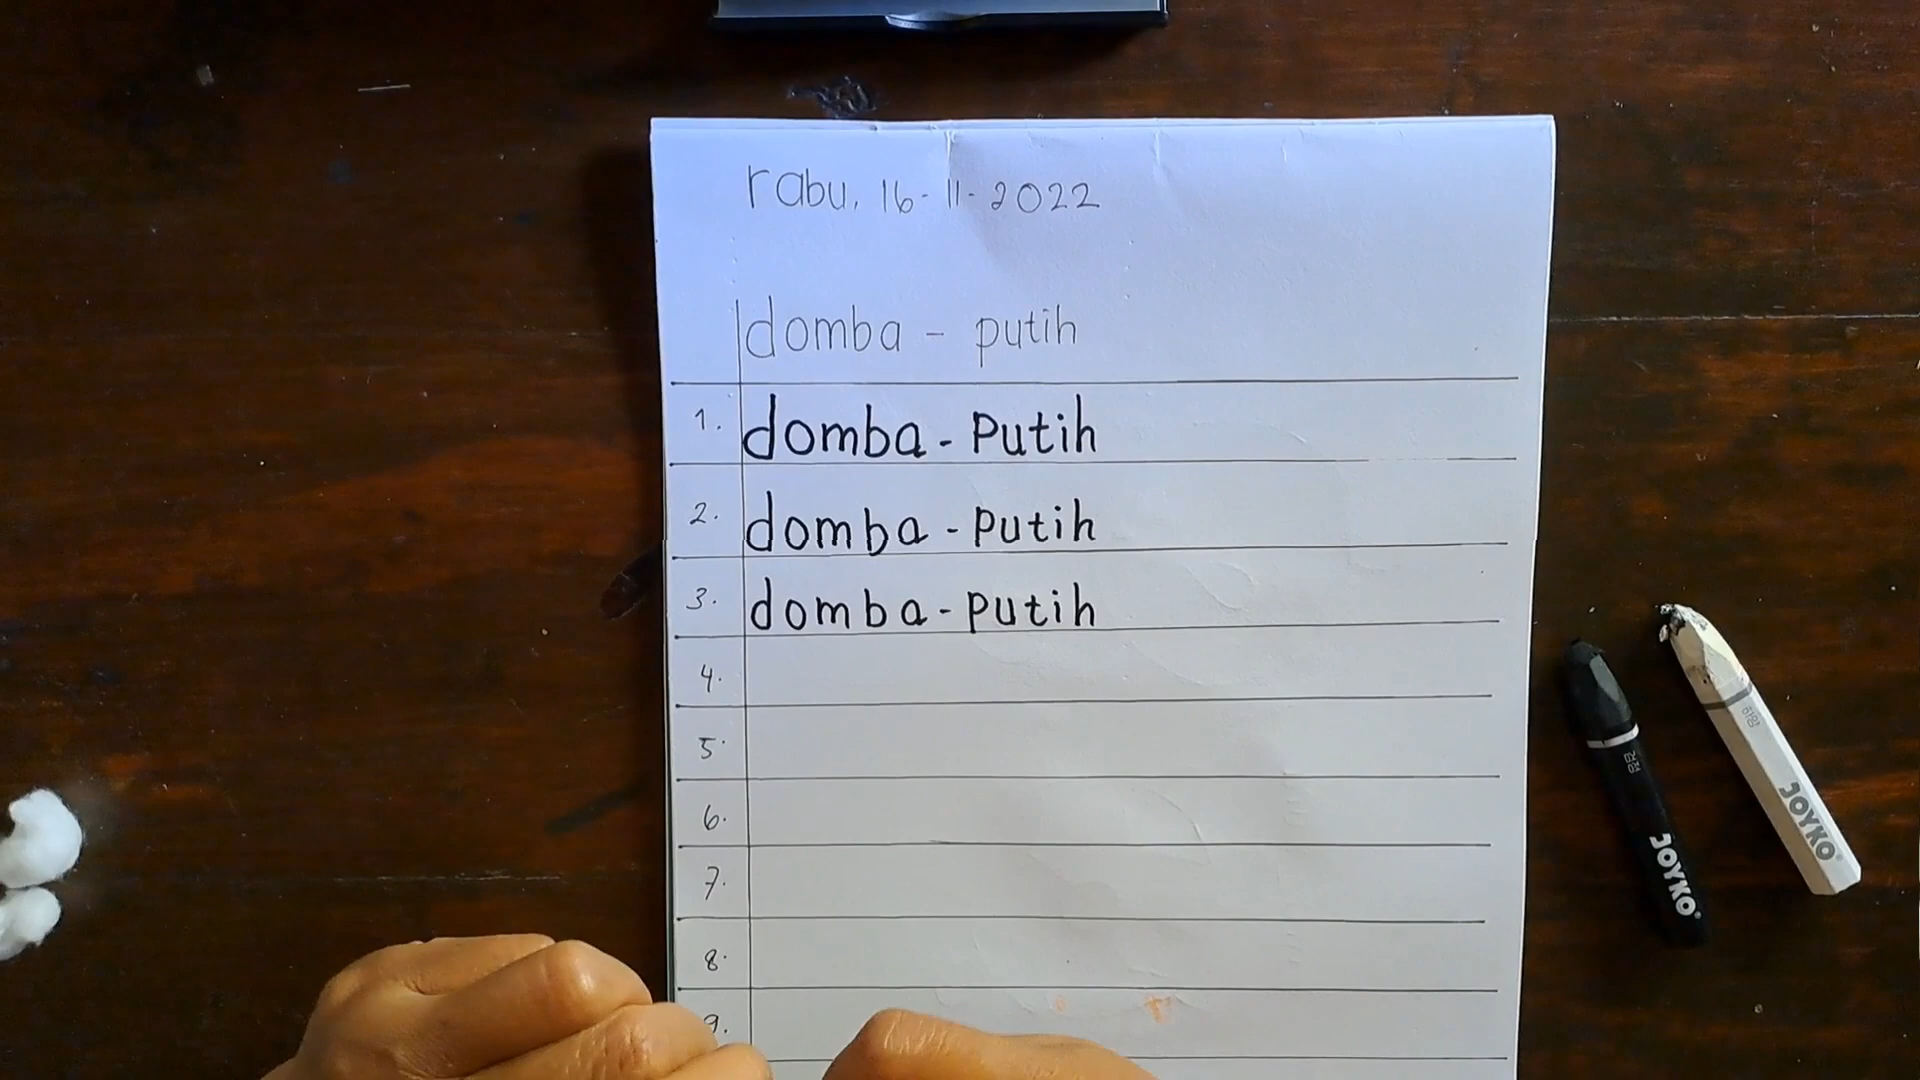 rabu, 16-11-2022
domba - putih
1. domba - Putih
2. domba - Putih
3. domba - putih
4.
5.
6.
7.
8.
9.
JOYKO
JOYKO